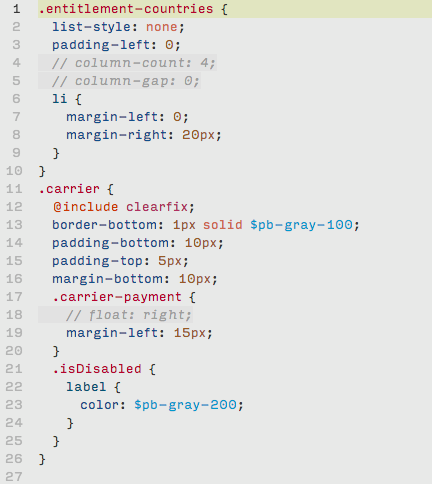 1 .entitlement-countries {
2   list-style: none;
3   padding-left: 0;
4   // column-count: 4;
5   // column-gap: 0;
6   li {
7     margin-left: 0;
8     margin-right: 20px;
9   }
10 }
11 .carrier {
12   @include clearfix;
13   border-bottom: 1px solid $pb-gray-100;
14   padding-bottom: 10px;
15   padding-top: 5px;
16   margin-bottom: 10px;
17   .carrier-payment {
18     // float: right;
19     margin-left: 15px;
20   }
21   .isDisabled {
22     label {
23       color: $pb-gray-200;
24     }
25   }
26 }
27